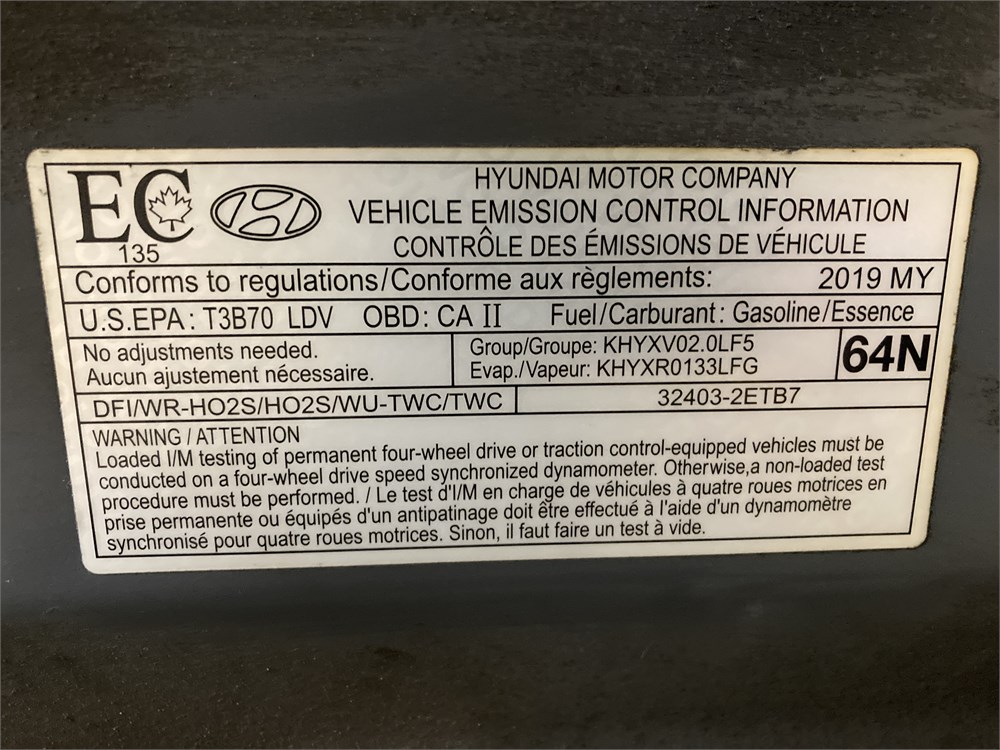 EC
135
HYUNDAI MOTOR COMPANY
VEHICLE EMISSION CONTROL INFORMATION
CONTRÔLE DES ÉMISSIONS DE VÉHICULE
Conforms to regulations/Conforme aux règlements: 2019 MY
U.S.EPA : T3B70 LDV OBD: CA II Fuel/Carburant: Gasoline/Essence
No adjustments needed.
Aucun ajustement nécessaire.
Group/Groupe: KHYXV02.0LF5
Evap./Vapeur: KHYXR0133LFG
64N
DFI/WR-HO2S/HO2S/WU-TWC/TWC 32403-2ETB7
WARNING / ATTENTION
Loaded I/M testing of permanent four-wheel drive or traction control-equipped vehicles must be
conducted on a four-wheel drive speed synchronized dynamometer. Otherwise,a non-loaded test
procedure must be performed. / Le test d'I/M en charge de véhicules à quatre roues motrices en
prise permanente ou équipés d'un antipatinage doit être effectué à l'aide d'un dynamomètre
synchronisé pour quatre roues motrices. Sinon, il faut faire un test à vide.